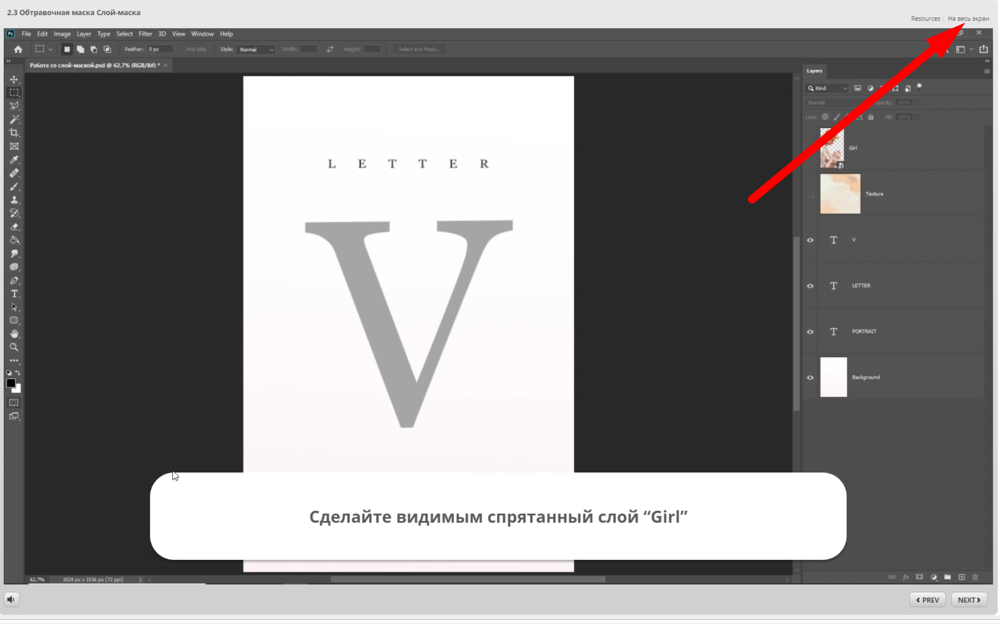 2.3 Обтравочная маска Слой-маска
Resources | На весь экран
Ps File Edit Image Layer Type Select Filter 3D View Window Help
Feather: 0 px Anti-alias Style: Normal Width: Height: Select and Mask...
Работа со слой-маской.psd @ 62,7% (RGB/8#) * ×
Layers
Kind
Normal Opacity: 100%
Lock: Fill: 100%
Girl
Texture
T V
T LETTER
T PORTRAIT
Background
L E T T E R
V
Сделайте видимым спрятанный слой “Girl”
62,7% 1024 px x 1536 px (72 ppi)
fx
PREV NEXT